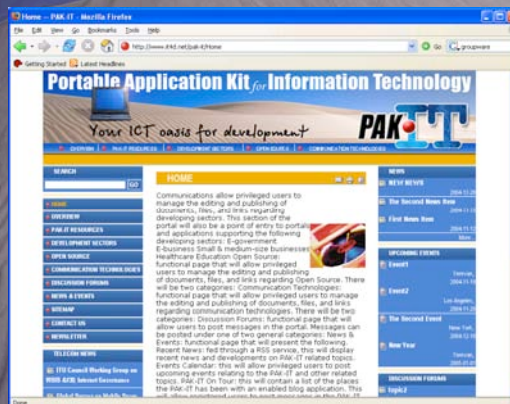 Home -- PAK-IT - Mozilla Firefox
File Edit View Go Bookmarks Tools Help
Go groupware
Getting Started Latest Headlines
Portable Application Kit for Information Technology
Your ICT oasis for development
PAK IT
OVERVIEW PAK-IT RESOURCES DEVELOPMENT SECTORS OPEN SOURCE COMMUNICATION TECHNOLOGIES
SEARCH
GO
HOME
OVERVIEW
PAK-IT RESOURCES
DEVELOPMENT SECTORS
OPEN SOURCE
COMMUNICATION TECHNOLOGIES
DISCUSSION FORUMS
NEWS & EVENTS
SITEMAP
CONTACT US
NEWSLETTER
TELECOM NEWS
ITU Council Working Group on
HOME
Communications allow privileged users to
manage the editing and publishing of
documents, files, and links regarding
developing sectors. This section of the
portal will also be a point of entry to portals
and applications supporting the following
developing sectors: E-government
E-business Small & medium-size businesses
Healthcare Education Open Source:
functional page that will allow privileged
users to manage the editing and publishing
of documents, files, and links regarding Open Source. There
will be two categories: Communication Technologies:
functional page that will allow privileged users to manage
the editing and publishing of documents, files, and links
regarding communication technologies. There will be two
categories: Discussion Forums: functional page that will
allow users to post messages in the portal. Messages can
be posted under one of two general categories: News &
Events: functional page that will present the following.
Recent News: fed through a RSS service, this will display
recent news and developments on PAK-IT related topics.
Events Calendar: this will allow privileged users to post
upcoming events relating to the PAK-IT and other related
topics. PAK-IT On Tour: this will contain a list of the places
the PAK-IT has been with an enabled blog application. This
NEWS
NEW NEWS
The Second News Item
First News Item
More
UPCOMING EVENTS
Event1
Event2
Los Angeles,
The Second Event
New York,
New Year
DISCUSSION FORUMS
topic2
Done